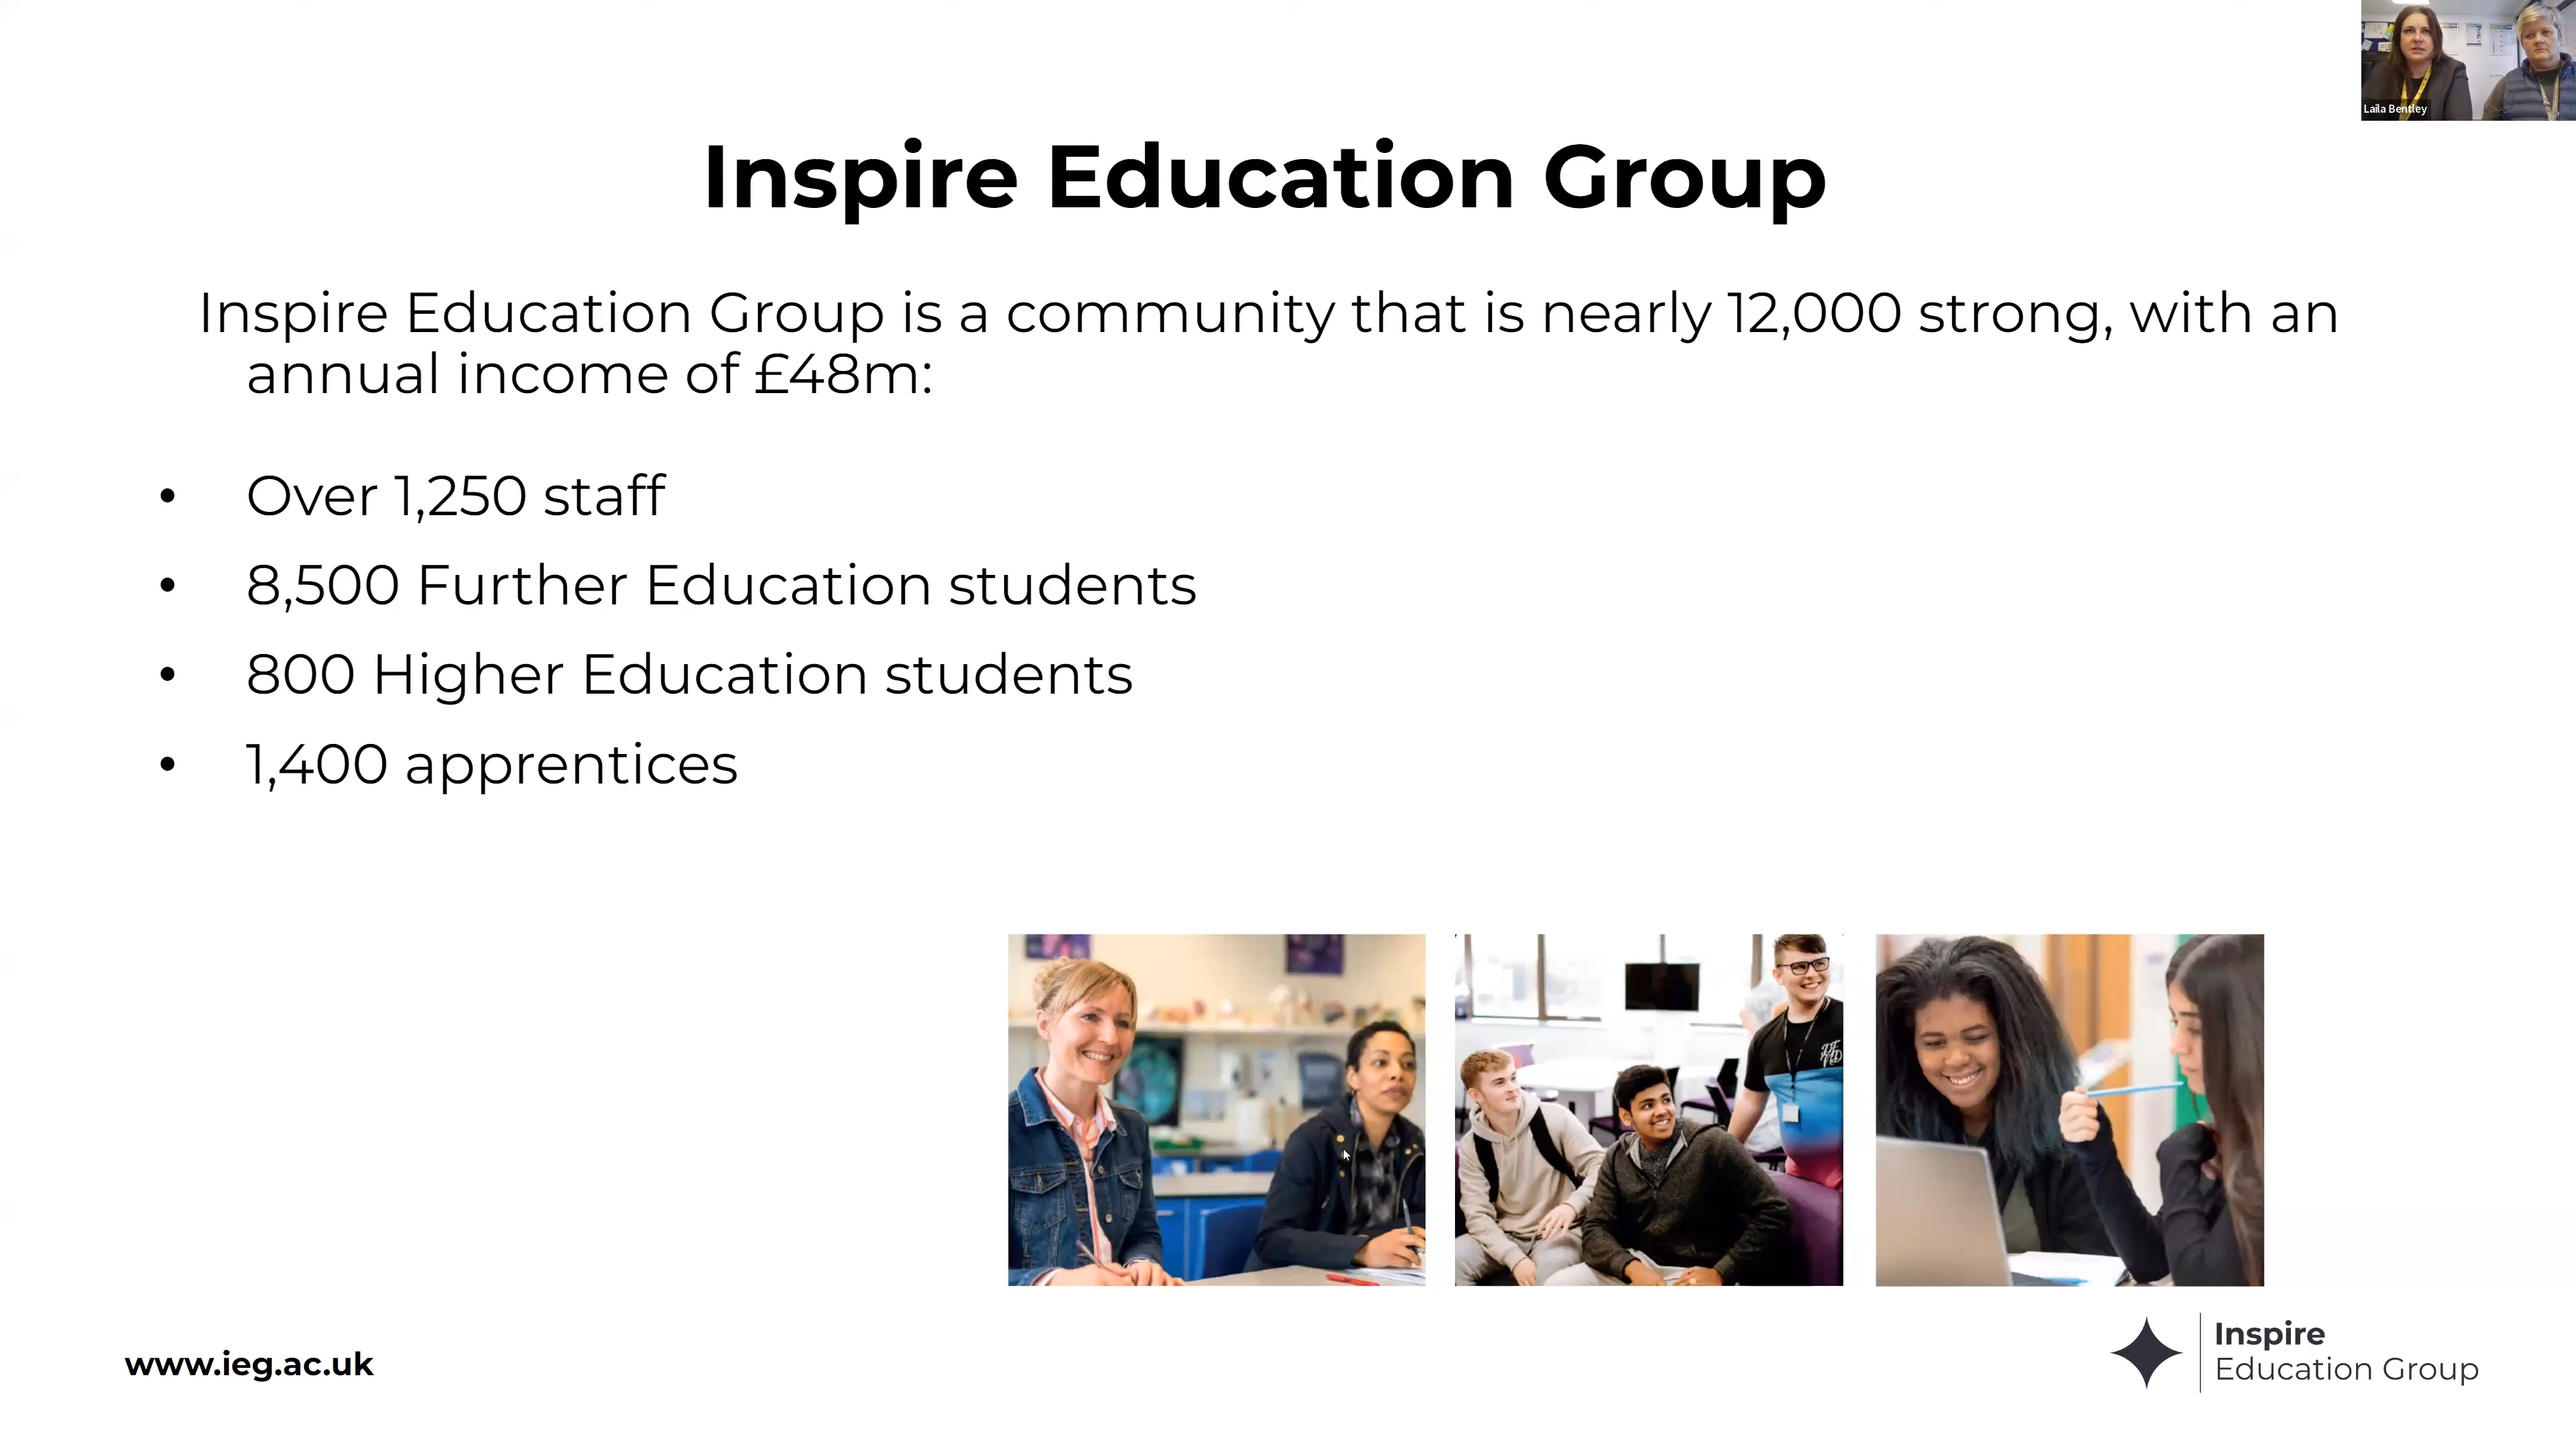 Laila Bentley
Inspire Education Group
Inspire Education Group is a community that is nearly 12,000 strong, with an
annual income of £48m:
• Over 1,250 staff
• 8,500 Further Education students
• 800 Higher Education students
• 1,400 apprentices
www.ieg.ac.uk
Inspire
Education Group